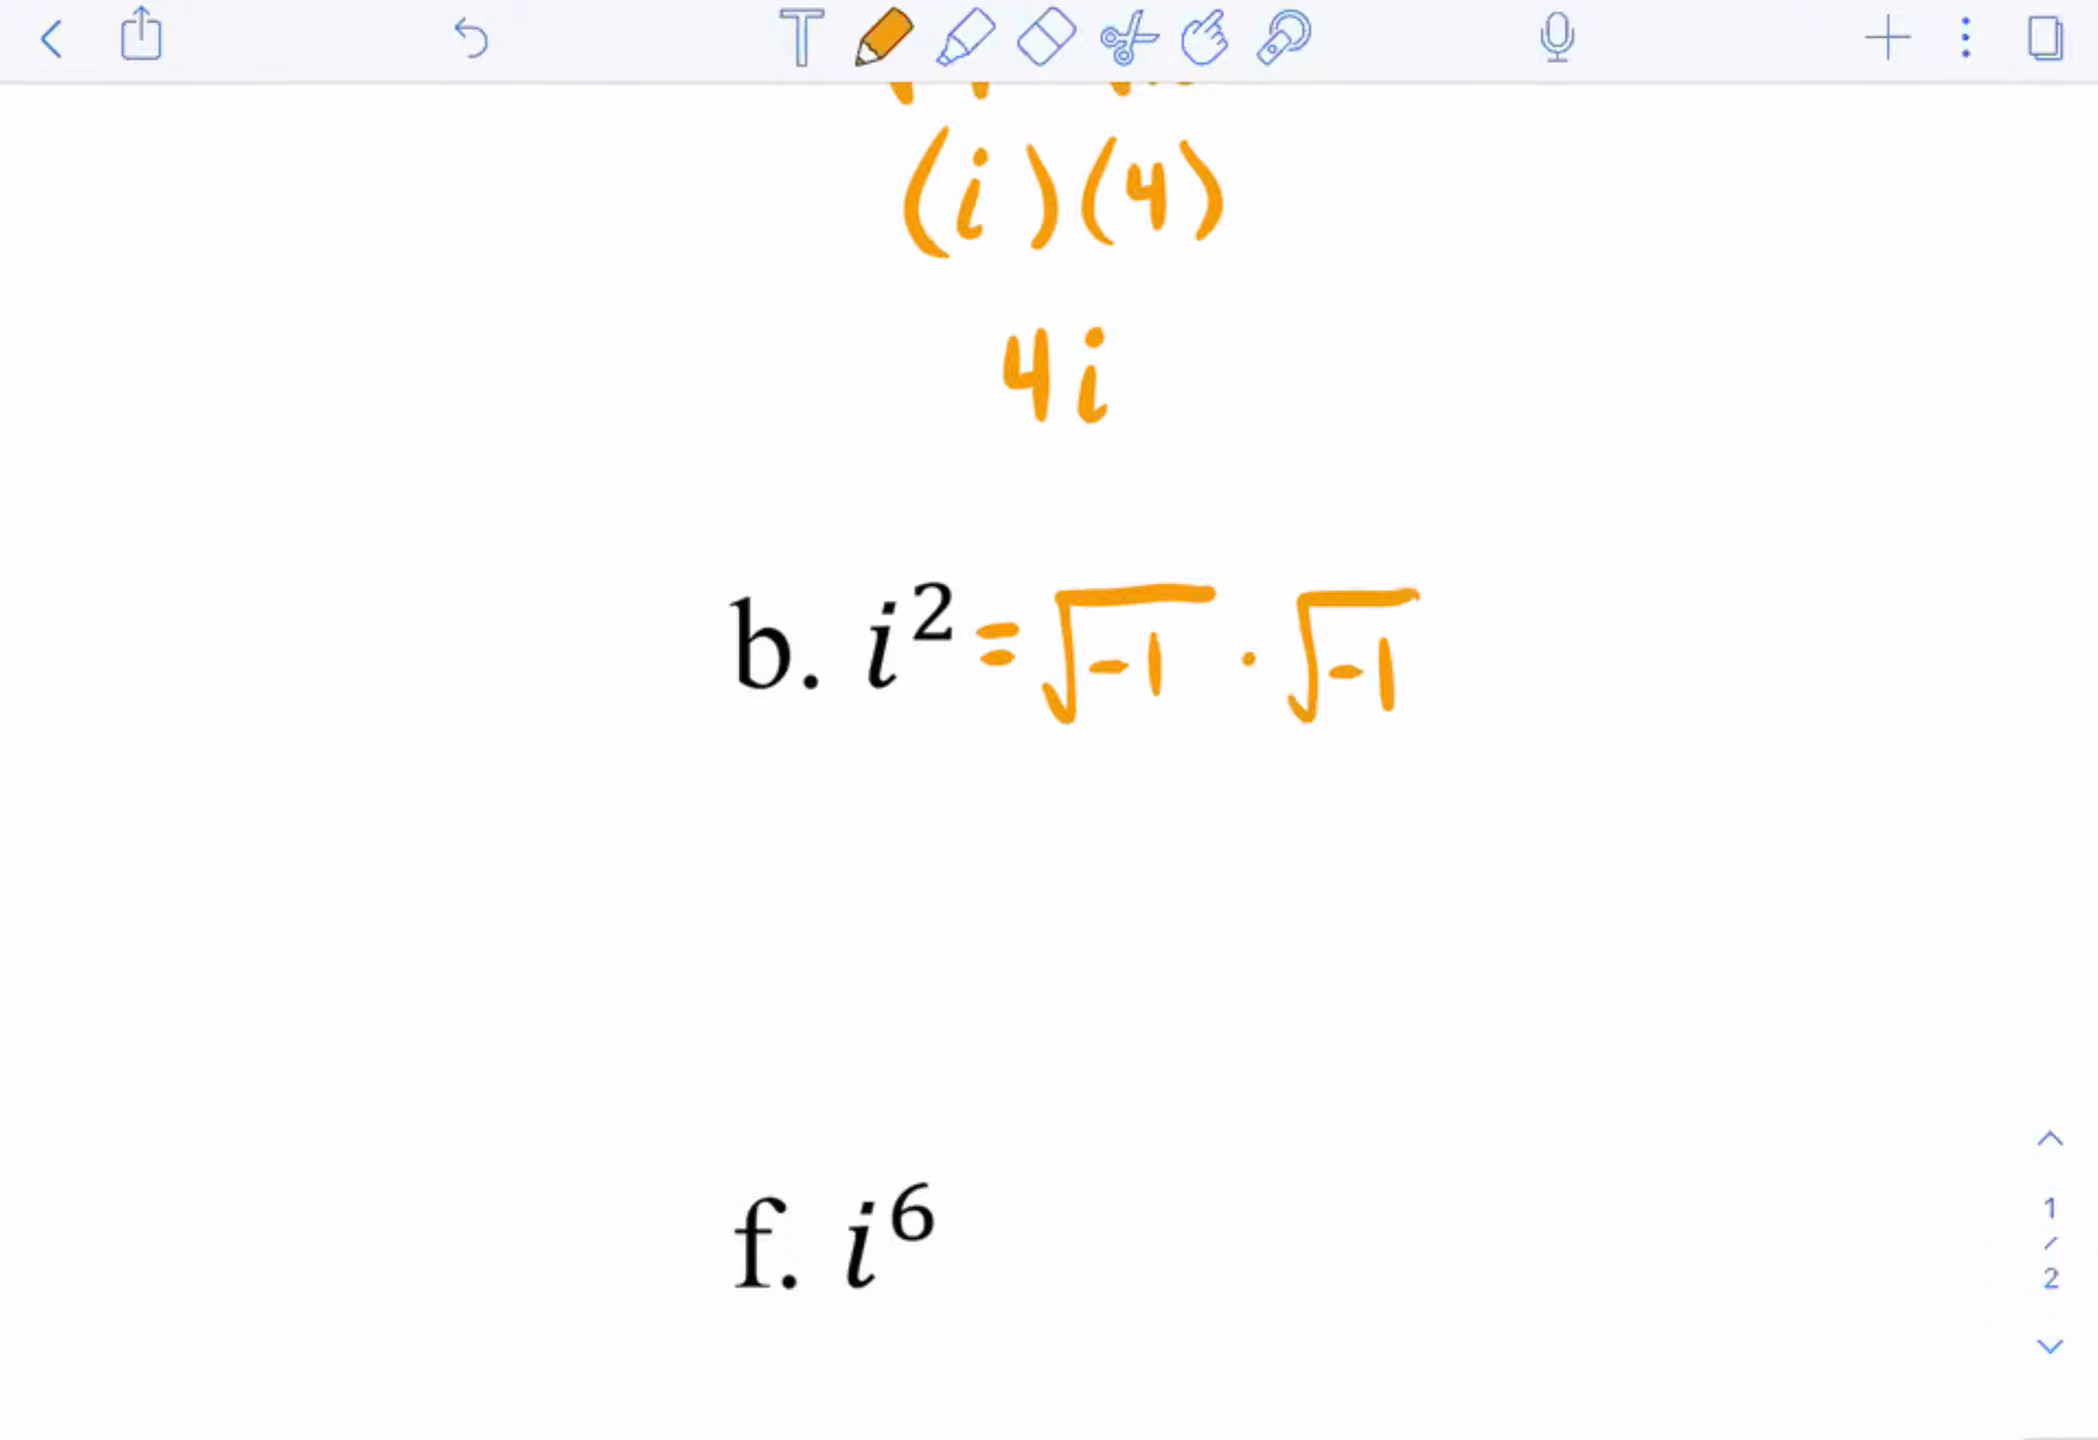 (i)(4)
4i
b. i² = √-1 · √-1
f. i⁶
1
/
2